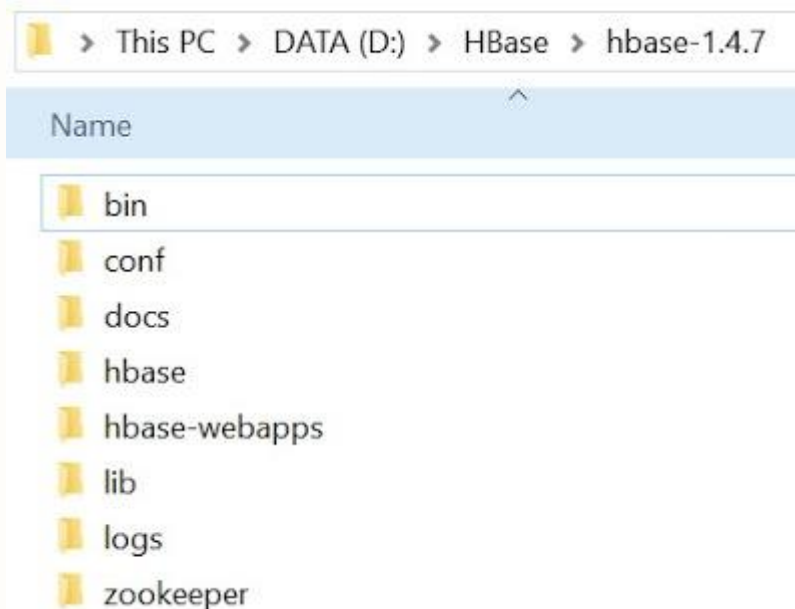 This PC > DATA (D:) > HBase > hbase-1.4.7
Name
bin
conf
docs
hbase
hbase-webapps
lib
logs
zookeeper